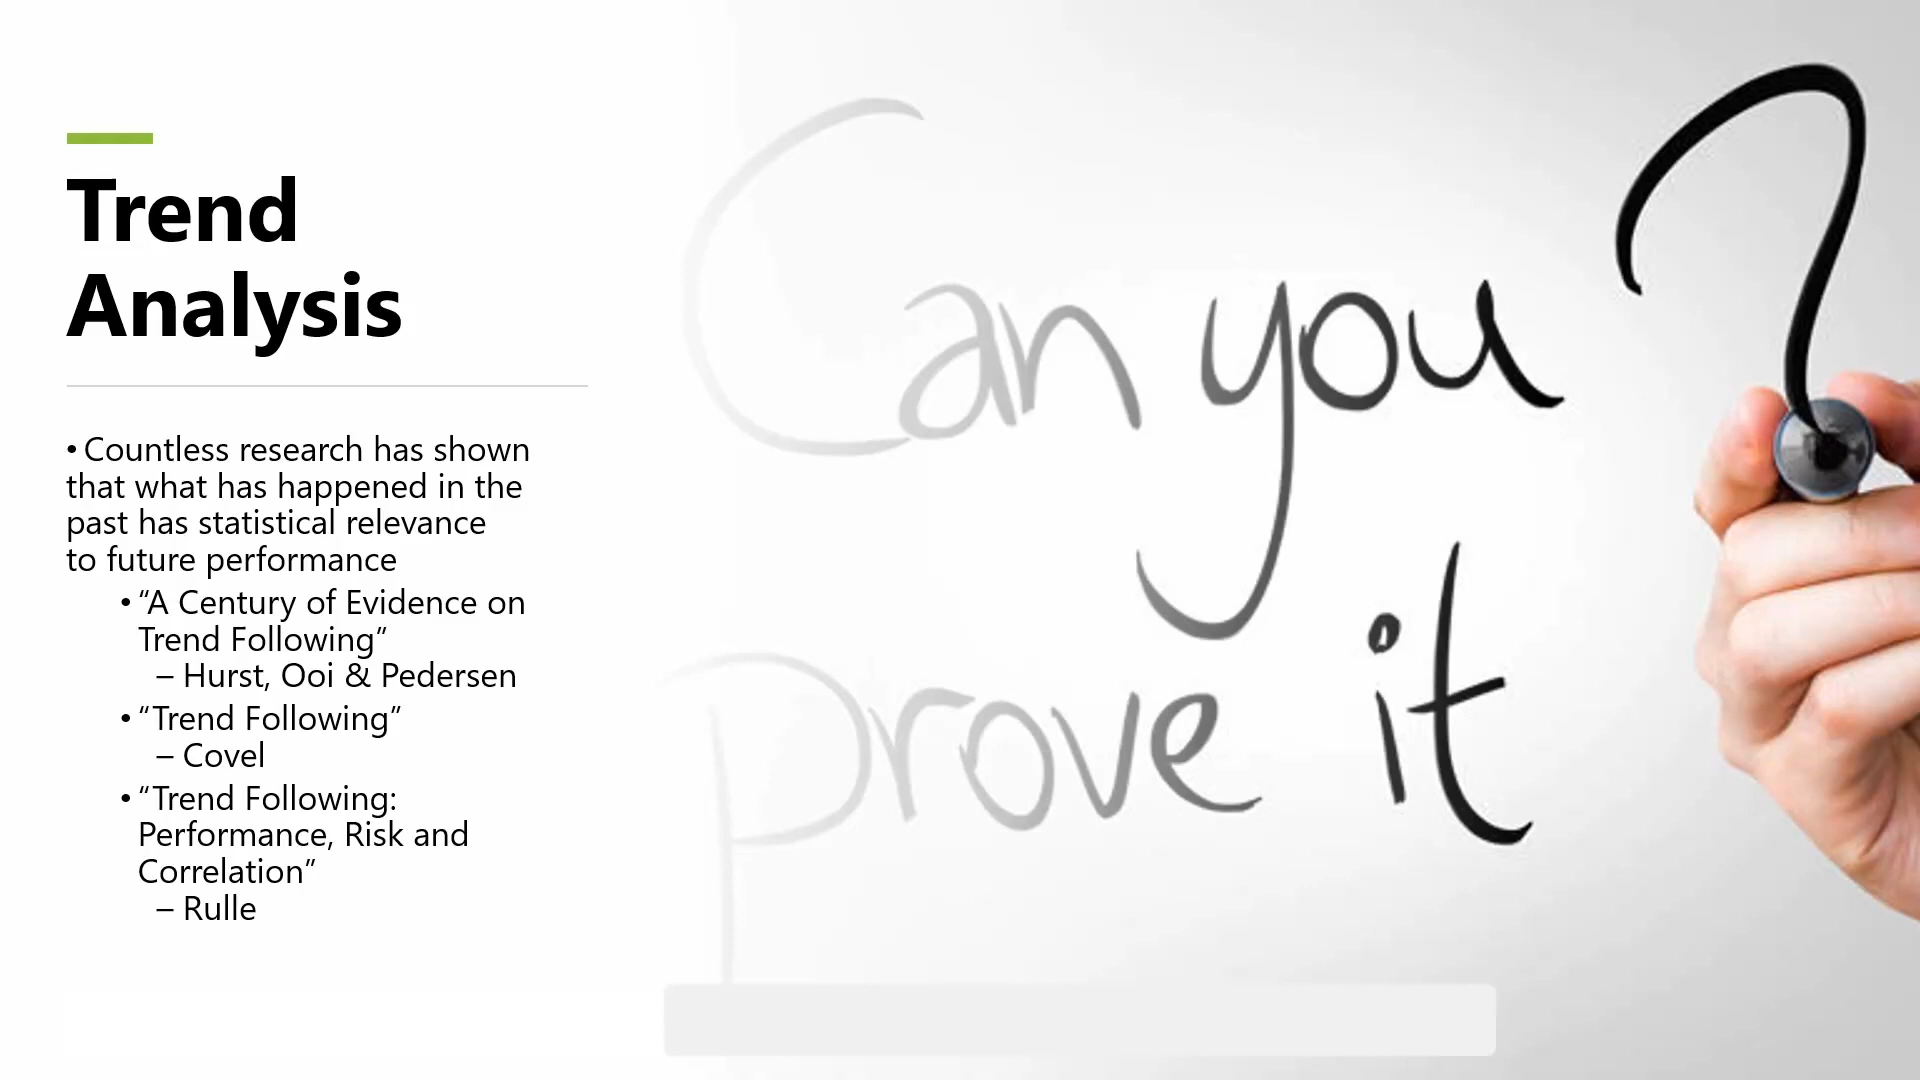 Trend
Analysis
• Countless research has shown
that what has happened in the
past has statistical relevance
to future performance
• “A Century of Evidence on
Trend Following”
– Hurst, Ooi & Pedersen
• “Trend Following”
– Covel
• “Trend Following:
Performance, Risk and
Correlation”
– Rulle
Can you ?
prove it